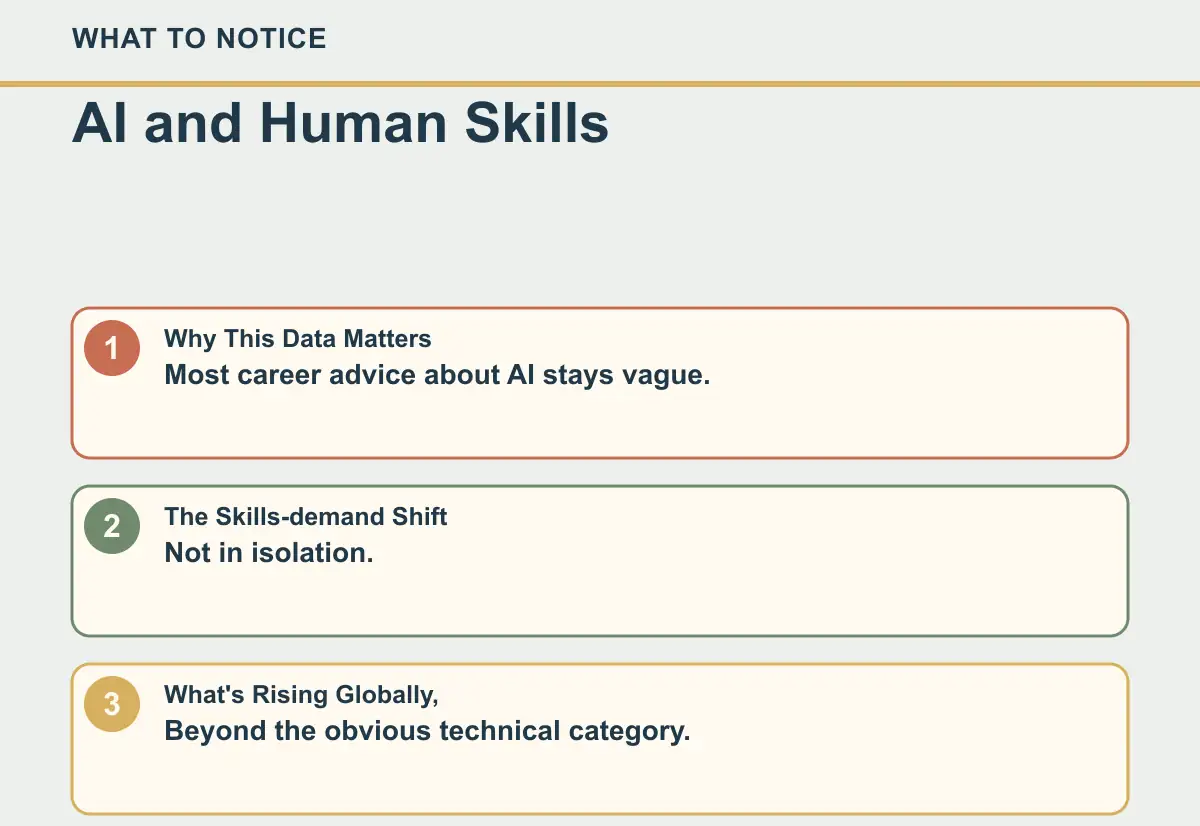 WHAT TO NOTICE
AI and Human Skills
1
Why This Data Matters
Most career advice about AI stays vague.
2
The Skills-demand Shift
Not in isolation.
3
What's Rising Globally,
Beyond the obvious technical category.